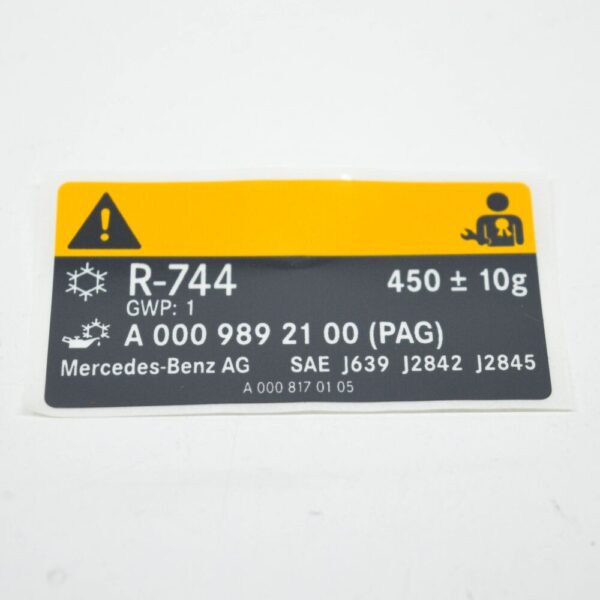 R-744 450 ± 10g
GWP: 1
A 000 989 21 00 (PAG)
Mercedes-Benz AG SAE J639 J2842 J2845
A 000 817 01 05